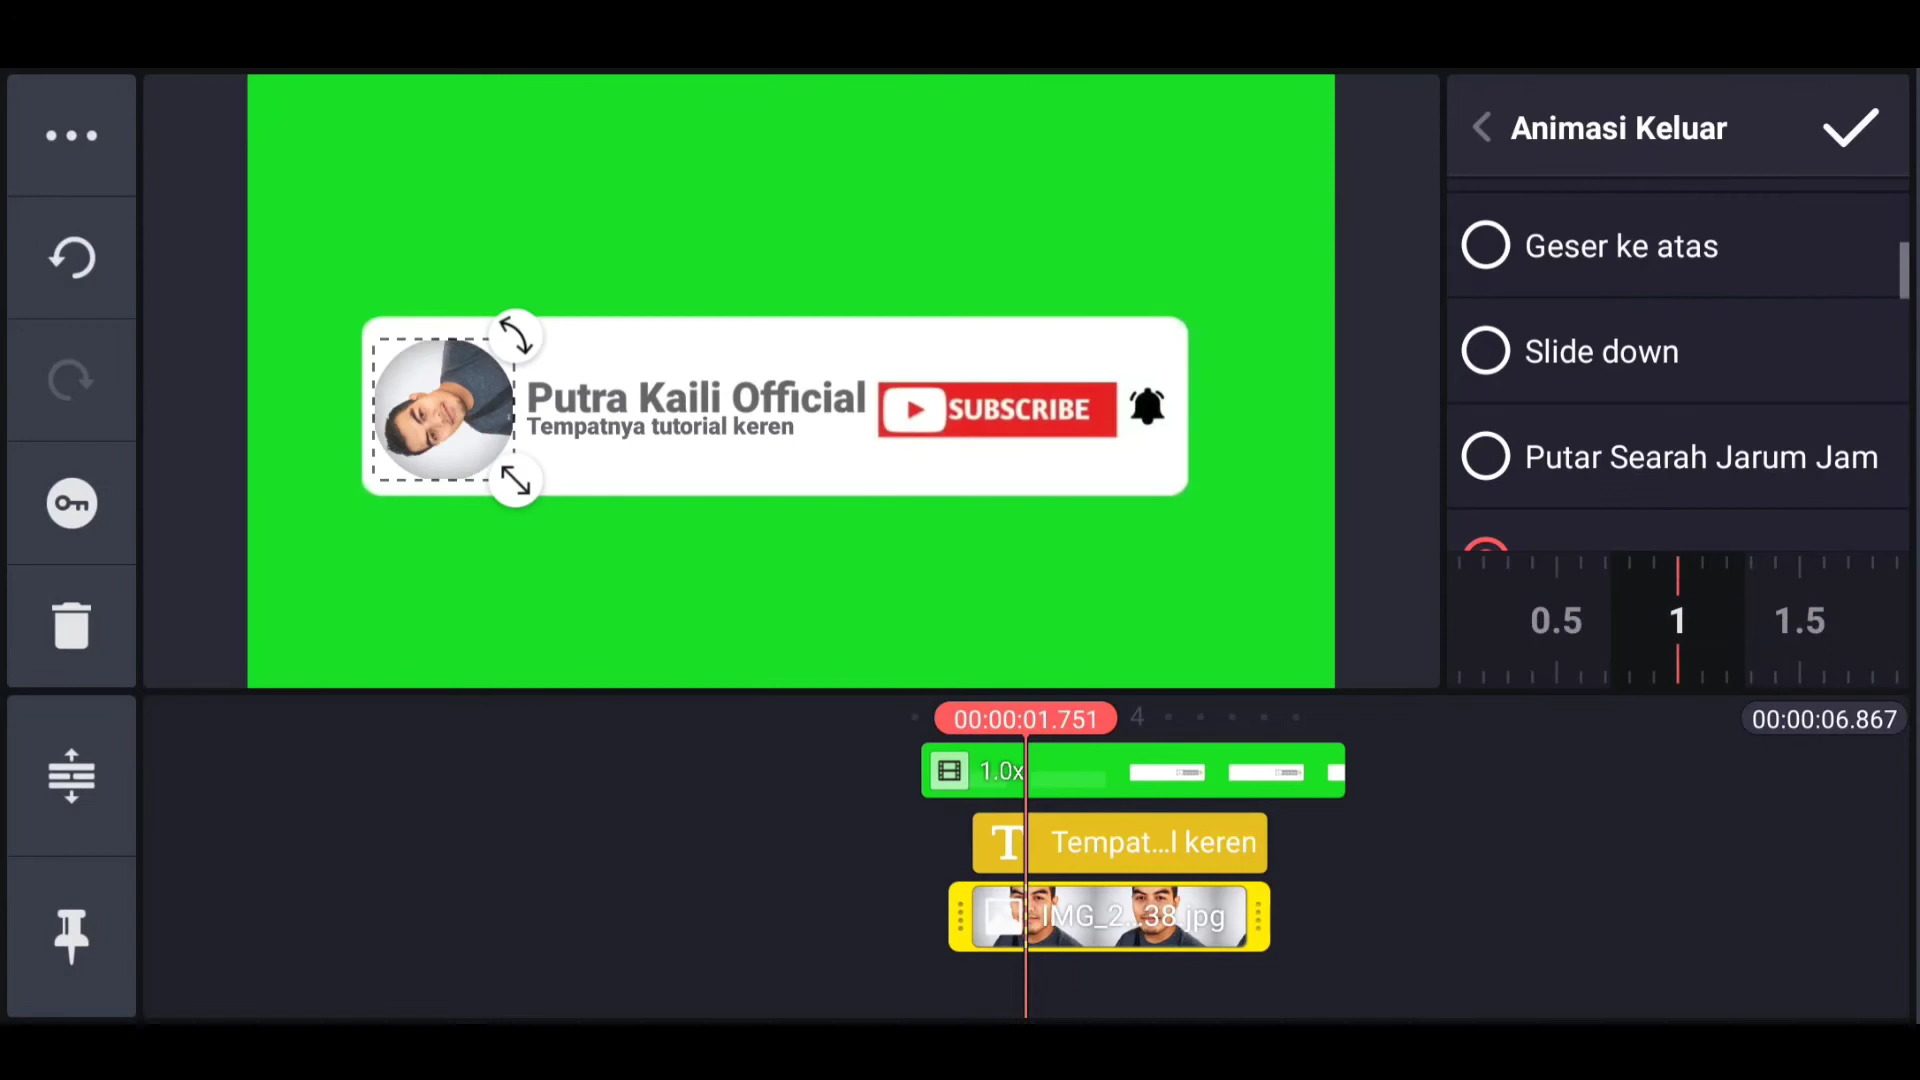 Animasi Keluar
Geser ke atas
Slide down
Putar Searah Jarum Jam
0.5
1
1.5
Putra Kaili Official
Tempatnya tutorial keren
SUBSCRIBE
00:00:01.751
4
00:00:06.867
1.0x
T
Tempat...l keren
IMG_2...38.jpg